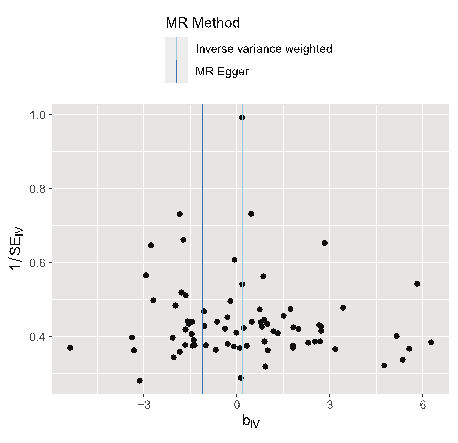 MR Method
Inverse variance weighted
MR Egger
1.0
0.8
0.6
0.4
1/SE_IV
−3
0
3
6
b_IV